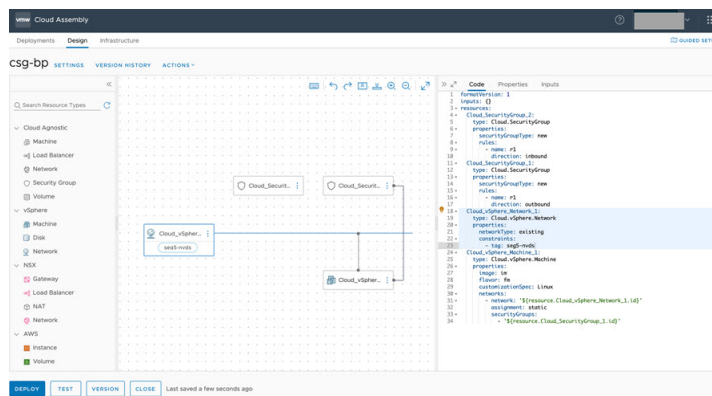 vmw Cloud Assembly
Deployments Design Infrastructure
GUIDED SET
csg-bp SETTINGS VERSION HISTORY ACTIONS
Search Resource Types
Cloud Agnostic
Machine
Load Balancer
Network
Security Group
Volume
vSphere
Machine
Disk
Network
NSX
Gateway
Load Balancer
NAT
Network
AWS
Instance
Volume
Cloud_Securit...
Cloud_Securit...
Cloud_vSpher...
seg5-nvds
Cloud_vSpher...
Code Properties Inputs
1 formatVersion: 1
2 inputs: {}
3 resources:
4 Cloud_SecurityGroup_2:
5 type: Cloud.SecurityGroup
6 properties:
7 securityGroupType: new
8 rules:
9 - name: r1
10 direction: inbound
11 Cloud_SecurityGroup_1:
12 type: Cloud.SecurityGroup
13 properties:
14 securityGroupType: new
15 rules:
16 - name: r1
17 direction: outbound
18 Cloud_vSphere_Network_1:
19 type: Cloud.vSphere.Network
20 properties:
21 networkType: existing
22 constraints:
23 - tag: seg5-nvds
24 Cloud_vSphere_Machine_1:
25 type: Cloud.vSphere.Machine
26 properties:
27 image: im
28 flavor: fm
29 customizationSpec: Linux
30 networks:
31 - network: '${resource.Cloud_vSphere_Network_1.id}'
32 assignment: static
33 securityGroups:
34 - '${resource.Cloud_SecurityGroup_1.id}'
DEPLOY TEST VERSION CLOSE Last saved a few seconds ago